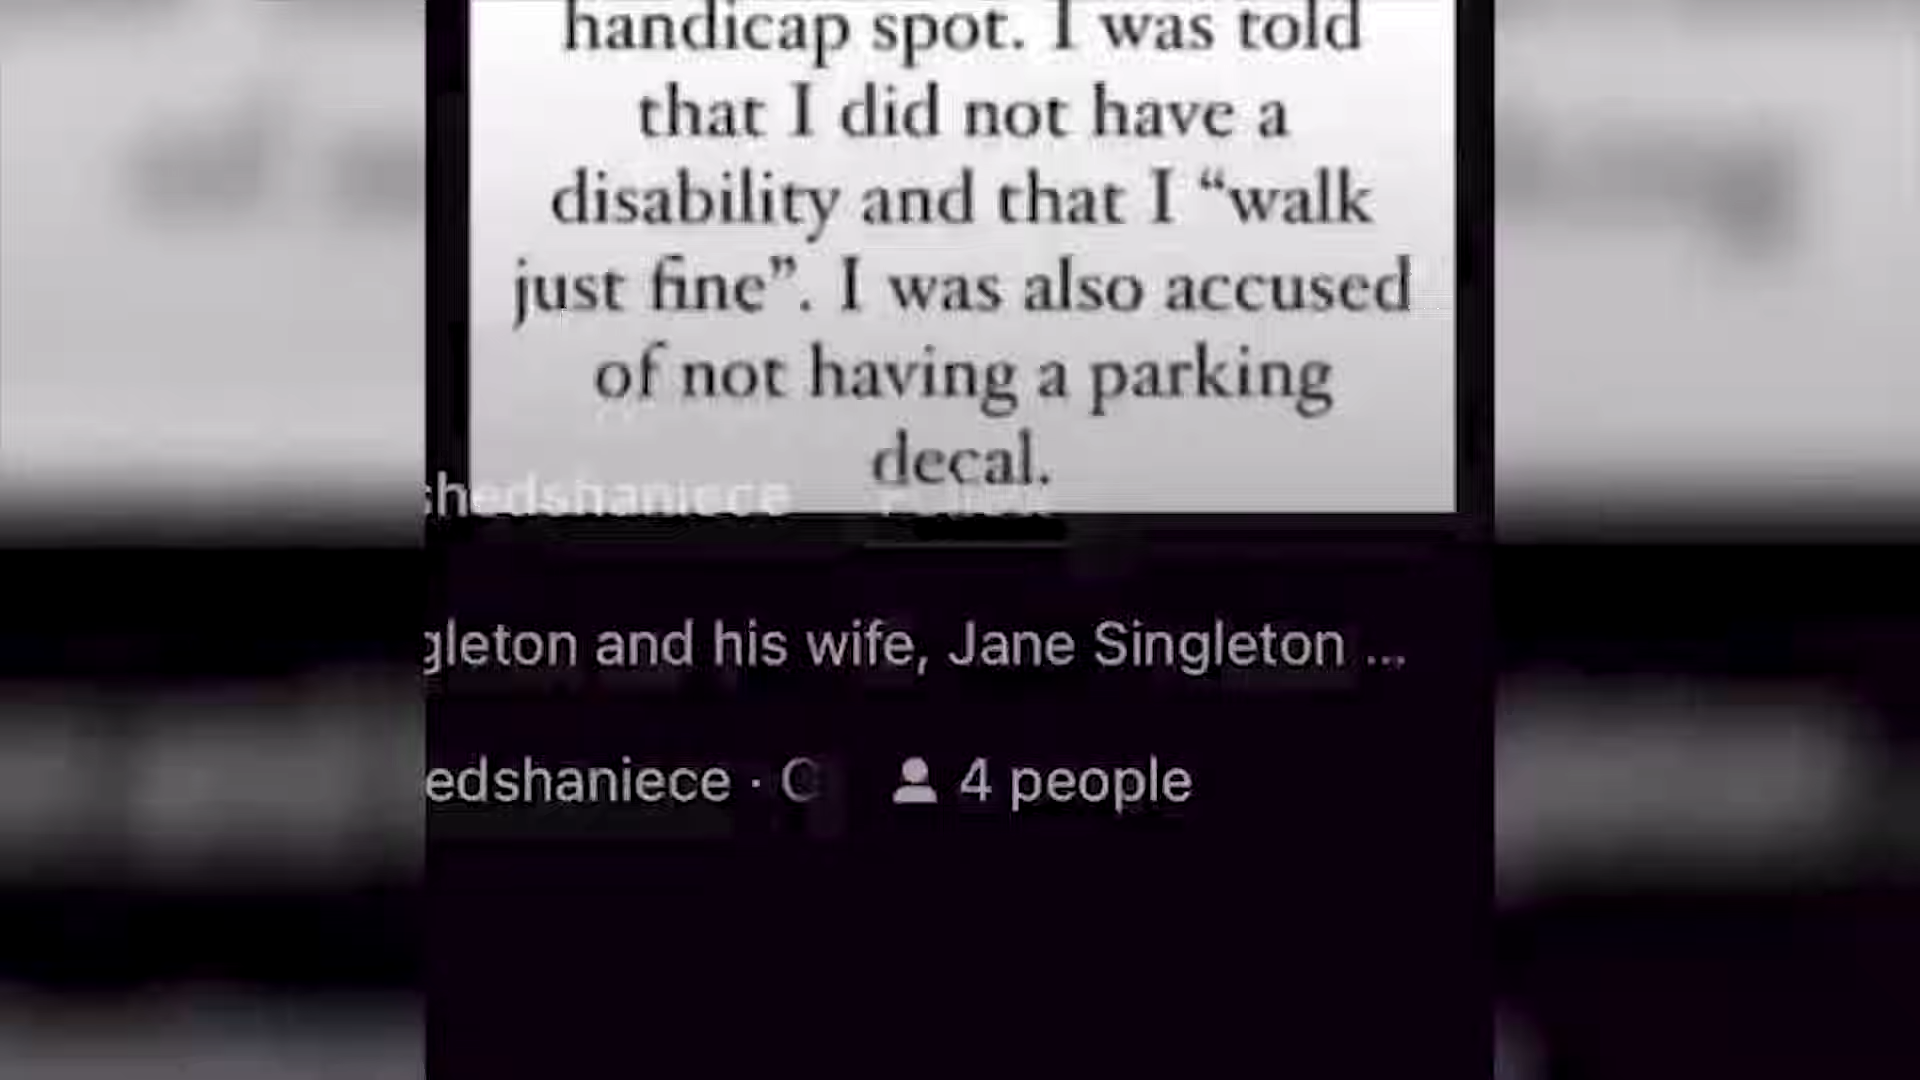 handicap spot. I was told
that I did not have a
disability and that I “walk
just fine”. I was also accused
of not having a parking
decal.
shedshaniece
gleton and his wife, Jane Singleton ...
edshaniece ·
4 people